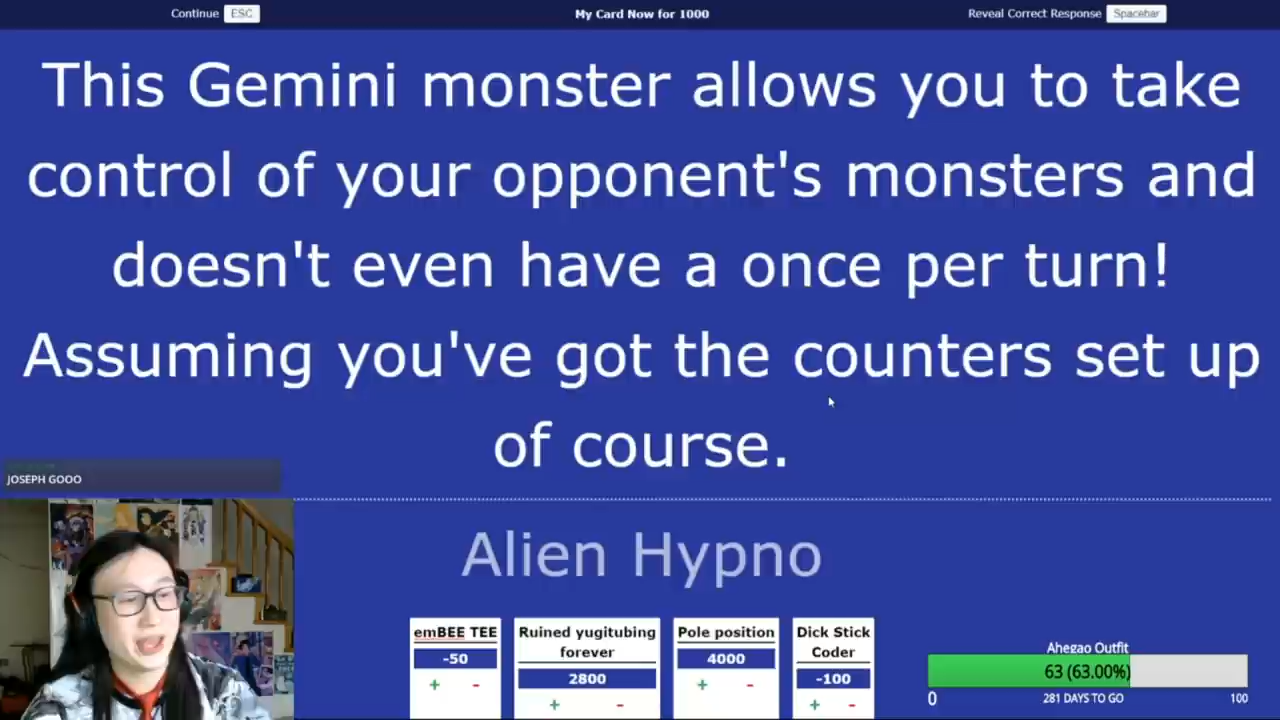 Continue ESC
My Card Now for 1000
Reveal Correct Response Spacebar
This Gemini monster allows you to take
control of your opponent's monsters and
doesn't even have a once per turn!
Assuming you've got the counters set up
of course.
JOSEPH GOOO
Alien Hypno
emBEE TEE
-50
+ -
Ruined yugitubing
forever
2800
+ -
Pole position
4000
+ -
Dick Stick
Coder
-100
+ -
Ahegao Outfit
63 (63.00%)
0
281 DAYS TO GO
100